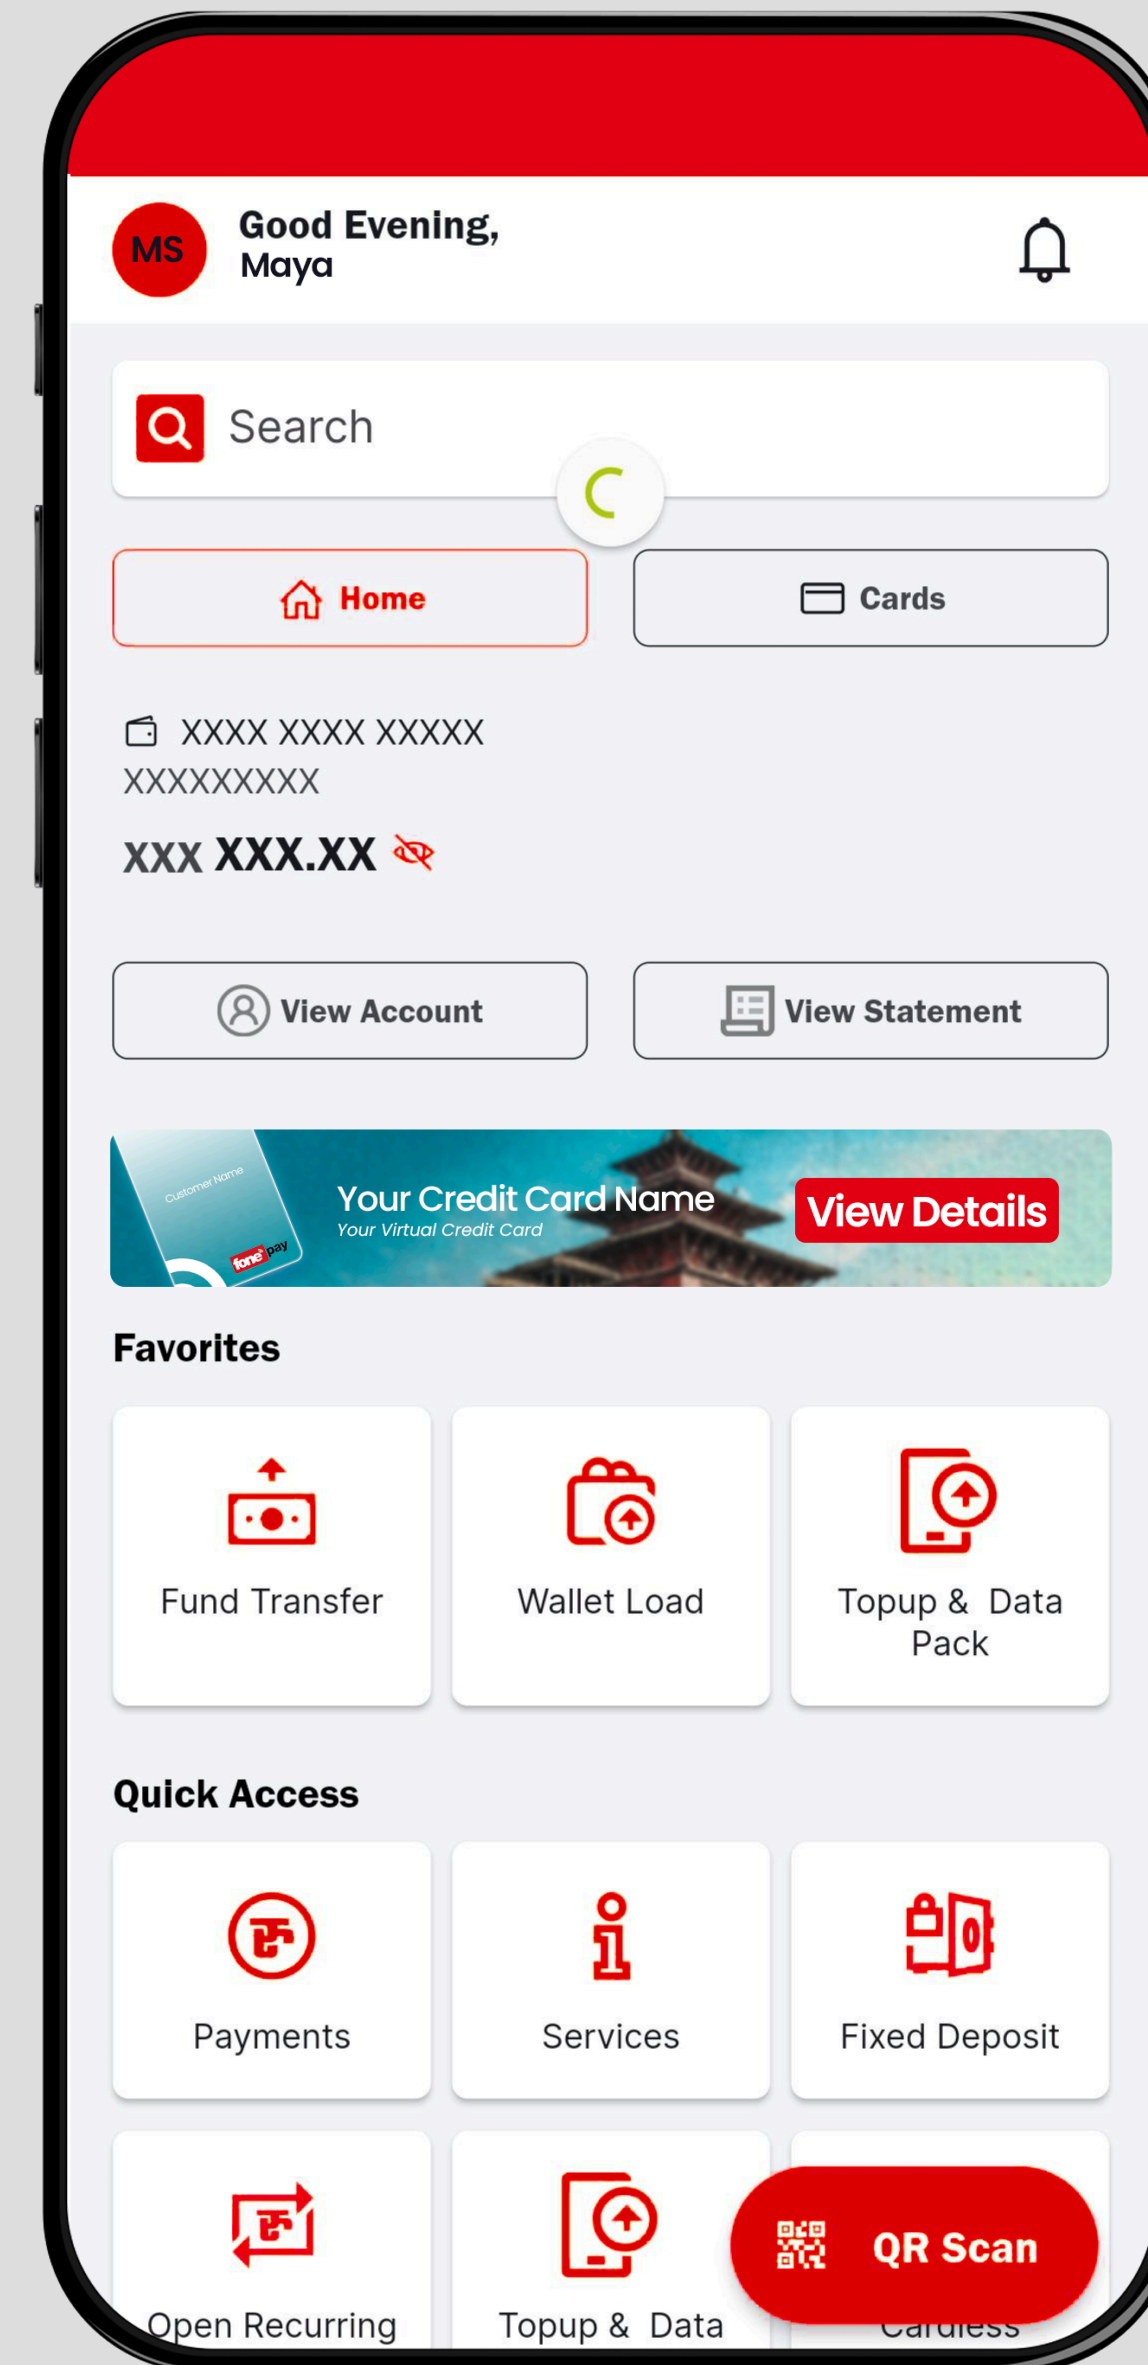 MS
Good Evening,
Maya
Search
Home
Cards
XXXX XXXX XXXXX
XXXXXXXXX
XXX XXX.XX
View Account
View Statement
Customer Name
fonepay
Your Credit Card Name
Your Virtual Credit Card
View Details
Favorites
Fund Transfer
Wallet Load
Topup &  Data
Pack
Quick Access
Payments
Services
Fixed Deposit
Open Recurring
Topup &  Data
Cardless
QR Scan